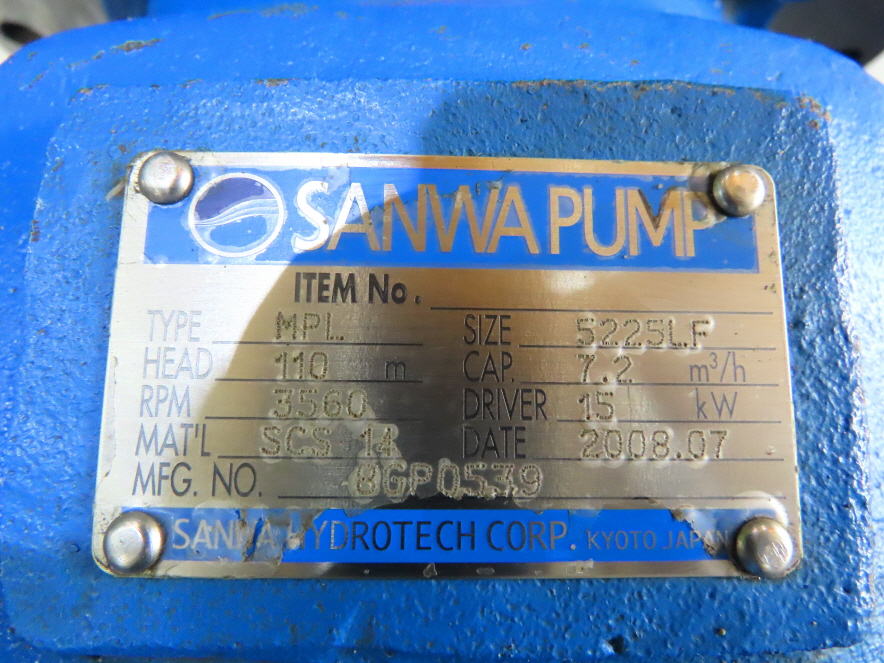 SANWA PUMP
ITEM No.
TYPE MPL SIZE 5225LF
HEAD 110 m CAP. 7.2 m³/h
RPM 3560 DRIVER 15 kW
MAT'L SCS 14 DATE 2008.07
MFG. NO. 8GP0539
SANWA HYDROTECH CORP. KYOTO JAPAN